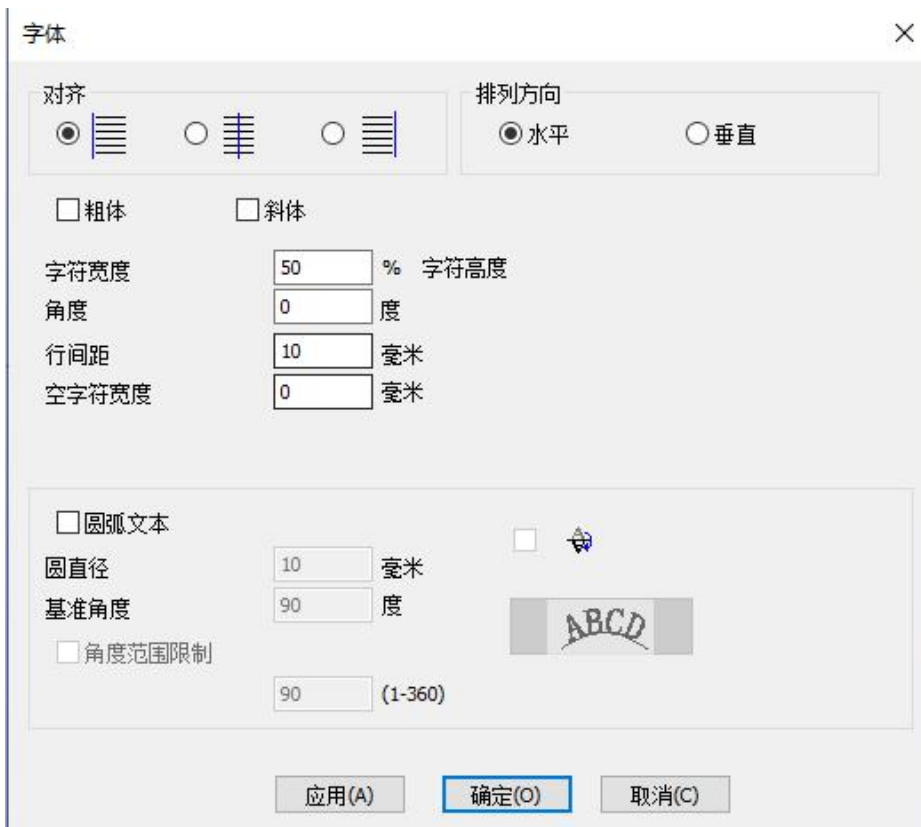 字体
对齐
排列方向
水平
垂直
粗体
斜体
字符宽度 50 % 字符高度
角度 0 度
行间距 10 毫米
空字符宽度 0 毫米
圆弧文本
圆直径 10 毫米
基准角度 90 度
ABCD
角度范围限制
90 (1-360)
应用(A) 确定(O) 取消(C)